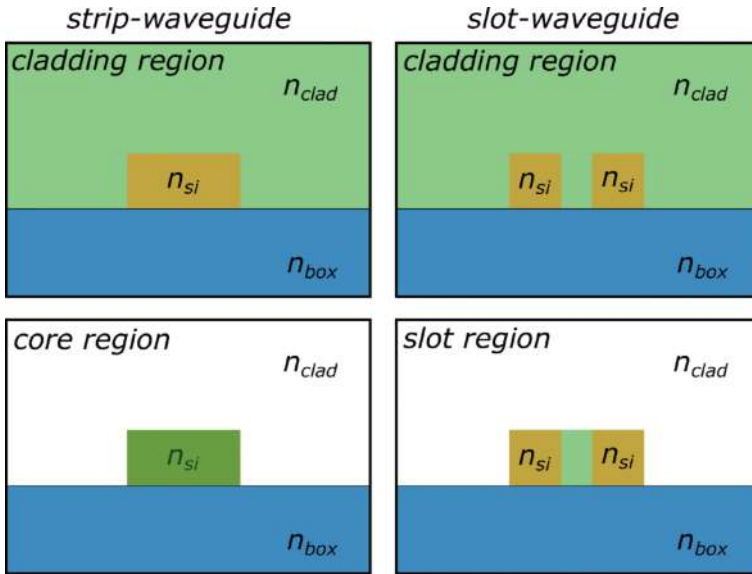 strip-waveguide
slot-waveguide
cladding region
n_clad
n_si
n_box
cladding region
n_clad
n_si
n_si
n_box
core region
n_clad
n_si
n_box
slot region
n_clad
n_si
n_si
n_box